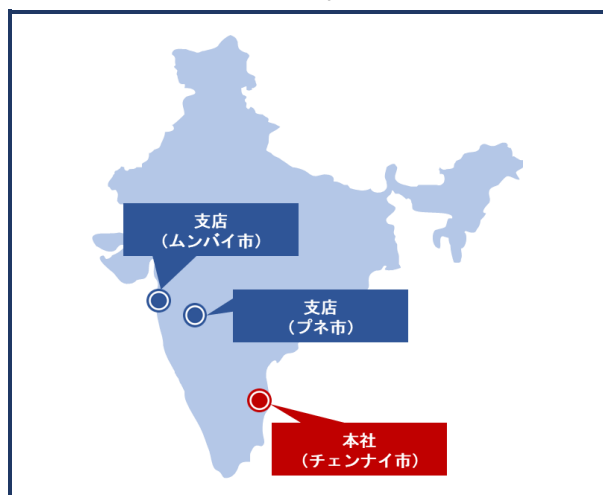 支店
（ムンバイ市）
支店
（プネ市）
本社
（チェンナイ市）